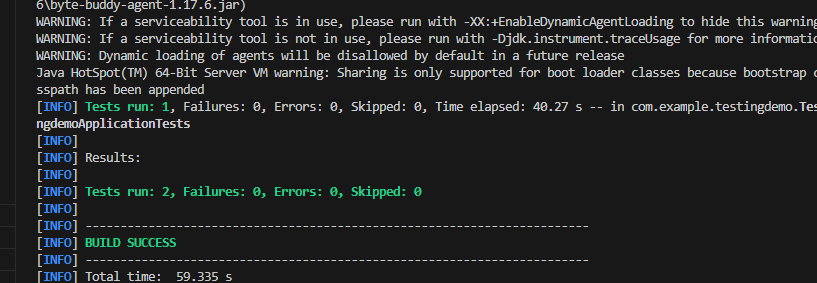 6\byte-buddy-agent-1.17.6.jar)
WARNING: If a serviceability tool is in use, please run with -XX:+EnableDynamicAgentLoading to hide this warning
WARNING: If a serviceability tool is not in use, please run with -Djdk.instrument.traceUsage for more informatio
WARNING: Dynamic loading of agents will be disallowed by default in a future release
Java HotSpot(TM) 64-Bit Server VM warning: Sharing is only supported for boot loader classes because bootstrap c
sspath has been appended
[INFO] Tests run: 1, Failures: 0, Errors: 0, Skipped: 0, Time elapsed: 40.27 s -- in com.example.testingdemo.Tes
ngdemoApplicationTests
[INFO]
[INFO] Results:
[INFO]
[INFO] Tests run: 2, Failures: 0, Errors: 0, Skipped: 0
[INFO]
[INFO] ------------------------------------------------------------------------
[INFO] BUILD SUCCESS
[INFO] ------------------------------------------------------------------------
[INFO] Total time:  59.335 s